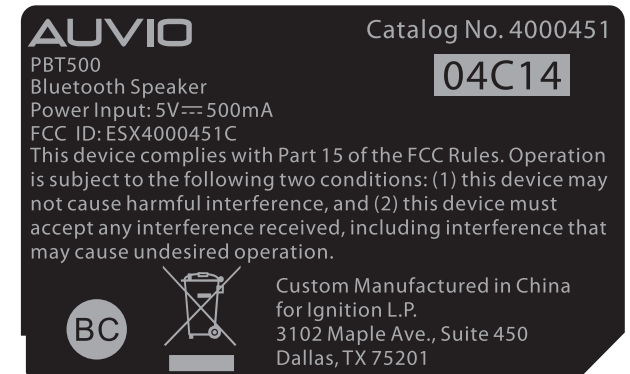 AUVIO
Catalog No. 4000451
04C14
PBT500
Bluetooth Speaker
Power Input: 5V⎓500mA
FCC ID: ESX4000451C
This device complies with Part 15 of the FCC Rules. Operation
is subject to the following two conditions: (1) this device may
not cause harmful interference, and (2) this device must
accept any interference received, including interference that
may cause undesired operation.
BC
Custom Manufactured in China
for Ignition L.P.
3102 Maple Ave., Suite 450
Dallas, TX 75201